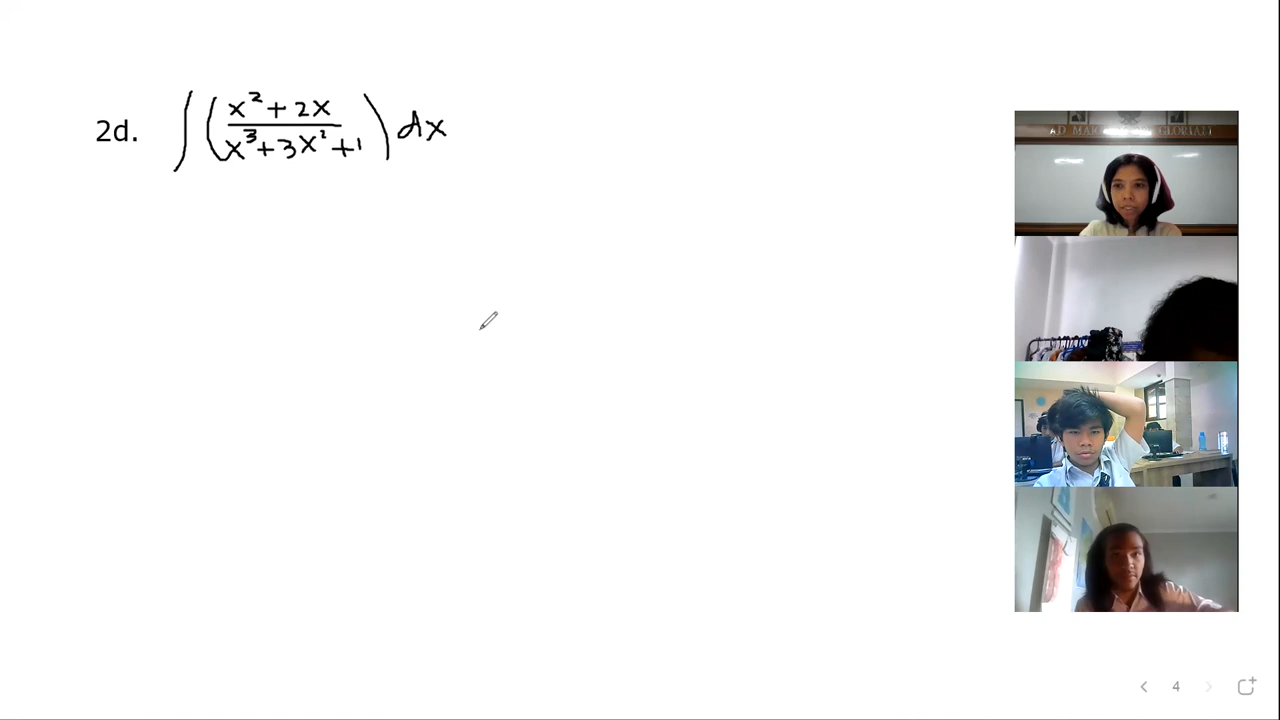 2d. ∫ ( (x² + 2x) / (x³ + 3x² + 1) ) dx
4